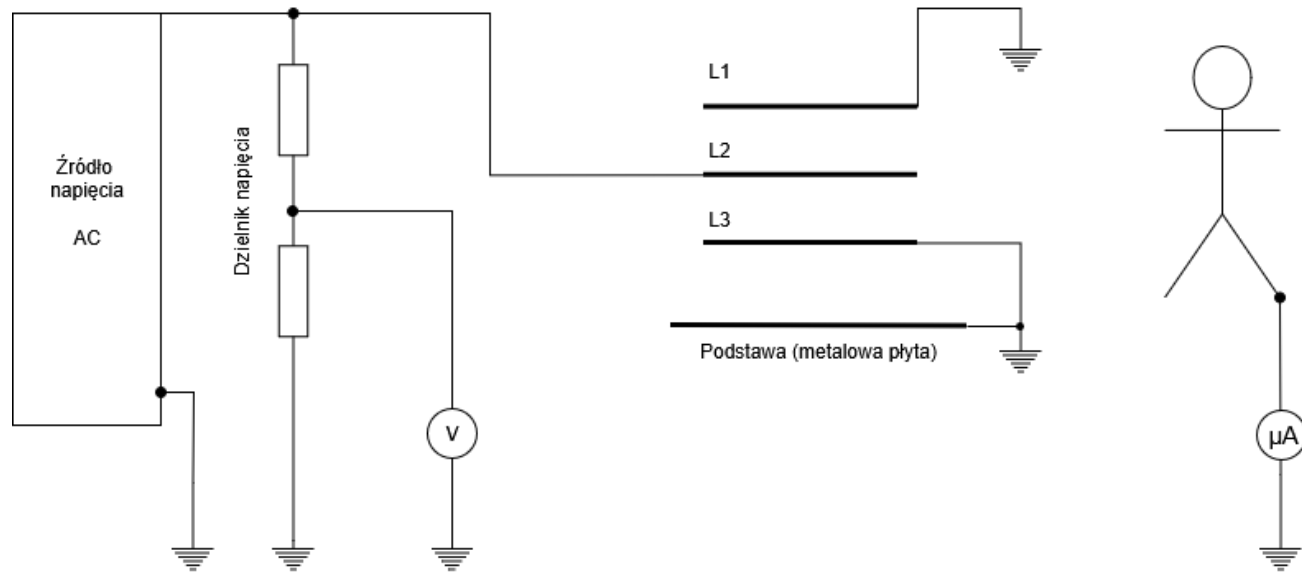 Źródło
napięcia
AC
Dzielnik napięcia
V
L1
L2
L3
Podstawa (metalowa płyta)
µA